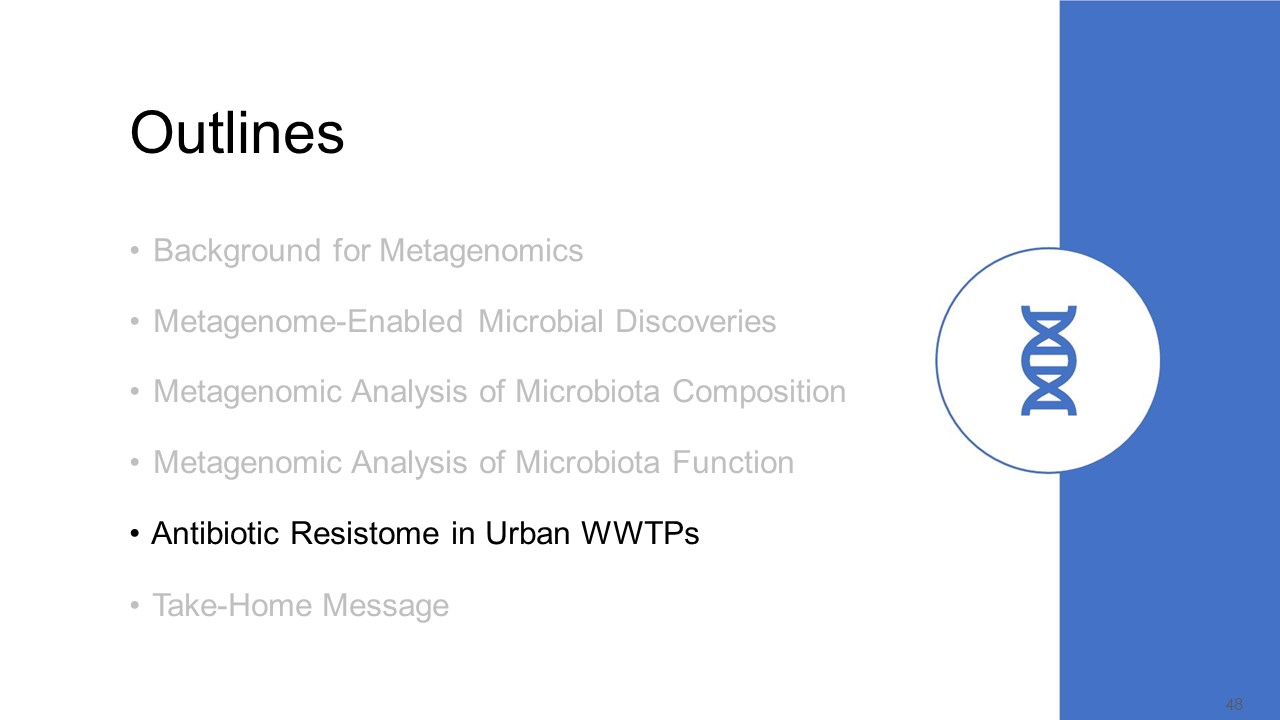 Outlines
• Background for Metagenomics
• Metagenome-Enabled Microbial Discoveries
• Metagenomic Analysis of Microbiota Composition
• Metagenomic Analysis of Microbiota Function
• Antibiotic Resistome in Urban WWTPs
• Take-Home Message
48